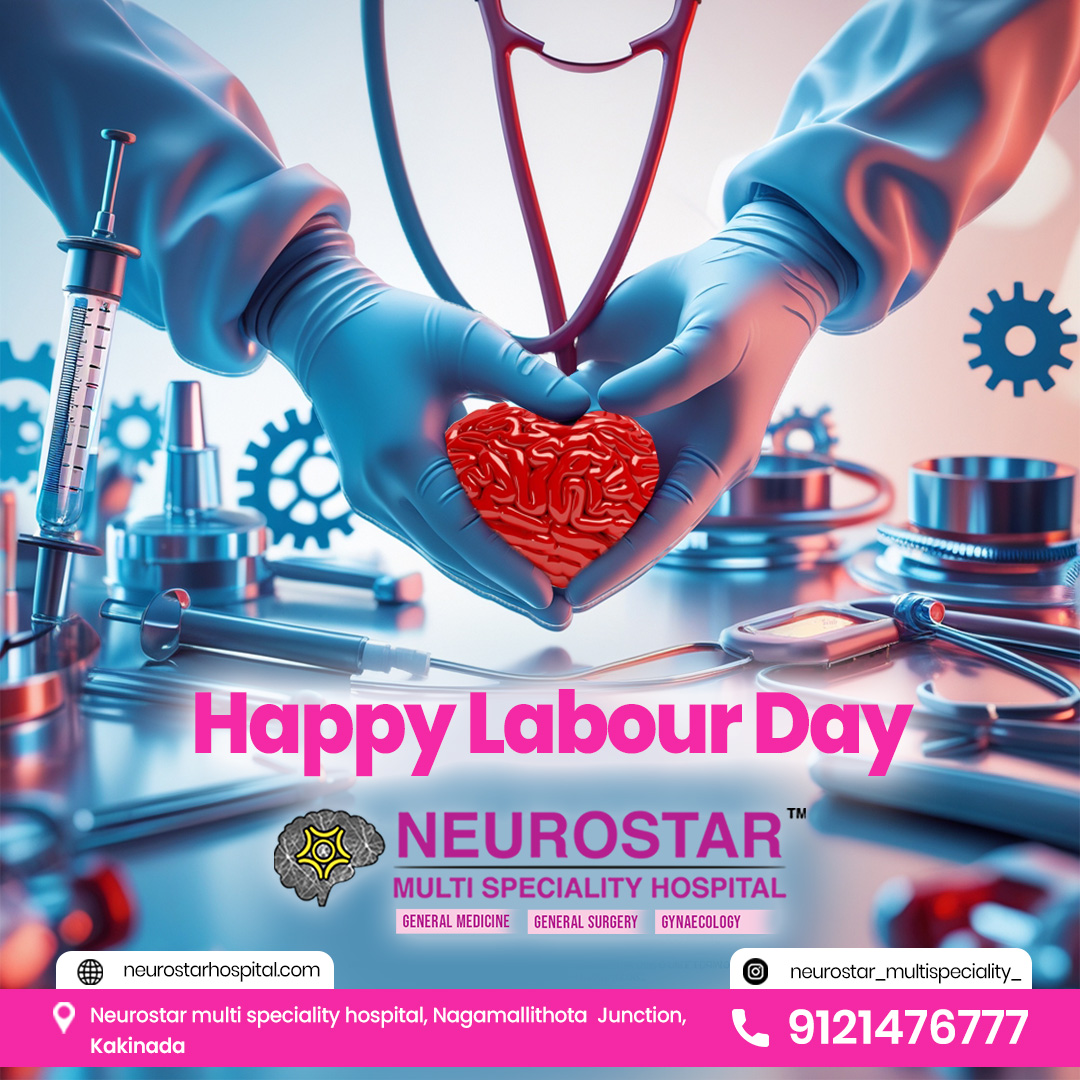 Happy Labour Day
NEUROSTAR™
MULTI SPECIALITY HOSPITAL
GENERAL MEDICINE GENERAL SURGERY GYNAECOLOGY
neurostarhospital.com
neurostar_multispeciality_
Neurostar multi speciality hospital, Nagamallithota Junction,
Kakinada
9121476777